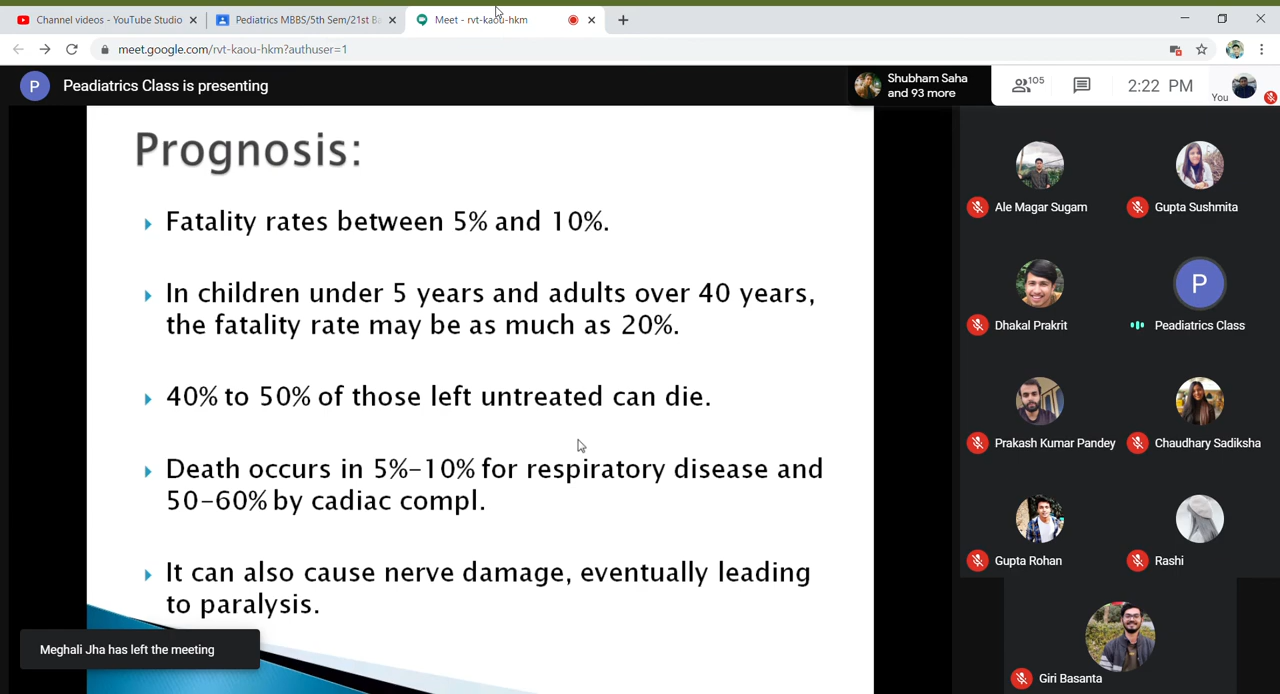 Channel videos - YouTube Studio
Pediatrics MBBS/5th Sem/21st Ba
Meet - rvt-kaou-hkm
meet.google.com/rvt-kaou-hkm?authuser=1
P
Peadiatrics Class is presenting
Shubham Saha
and 93 more
105
2:22 PM
You
Prognosis:
Fatality rates between 5% and 10%.
In children under 5 years and adults over 40 years,
the fatality rate may be as much as 20%.
40% to 50% of those left untreated can die.
Death occurs in 5%-10% for respiratory disease and
50-60% by cadiac compl.
It can also cause nerve damage, eventually leading
to paralysis.
Meghali Jha has left the meeting
Ale Magar Sugam
Gupta Sushmita
P
Dhakal Prakrit
Peadiatrics Class
Prakash Kumar Pandey
Chaudhary Sadiksha
Gupta Rohan
Rashi
Giri Basanta